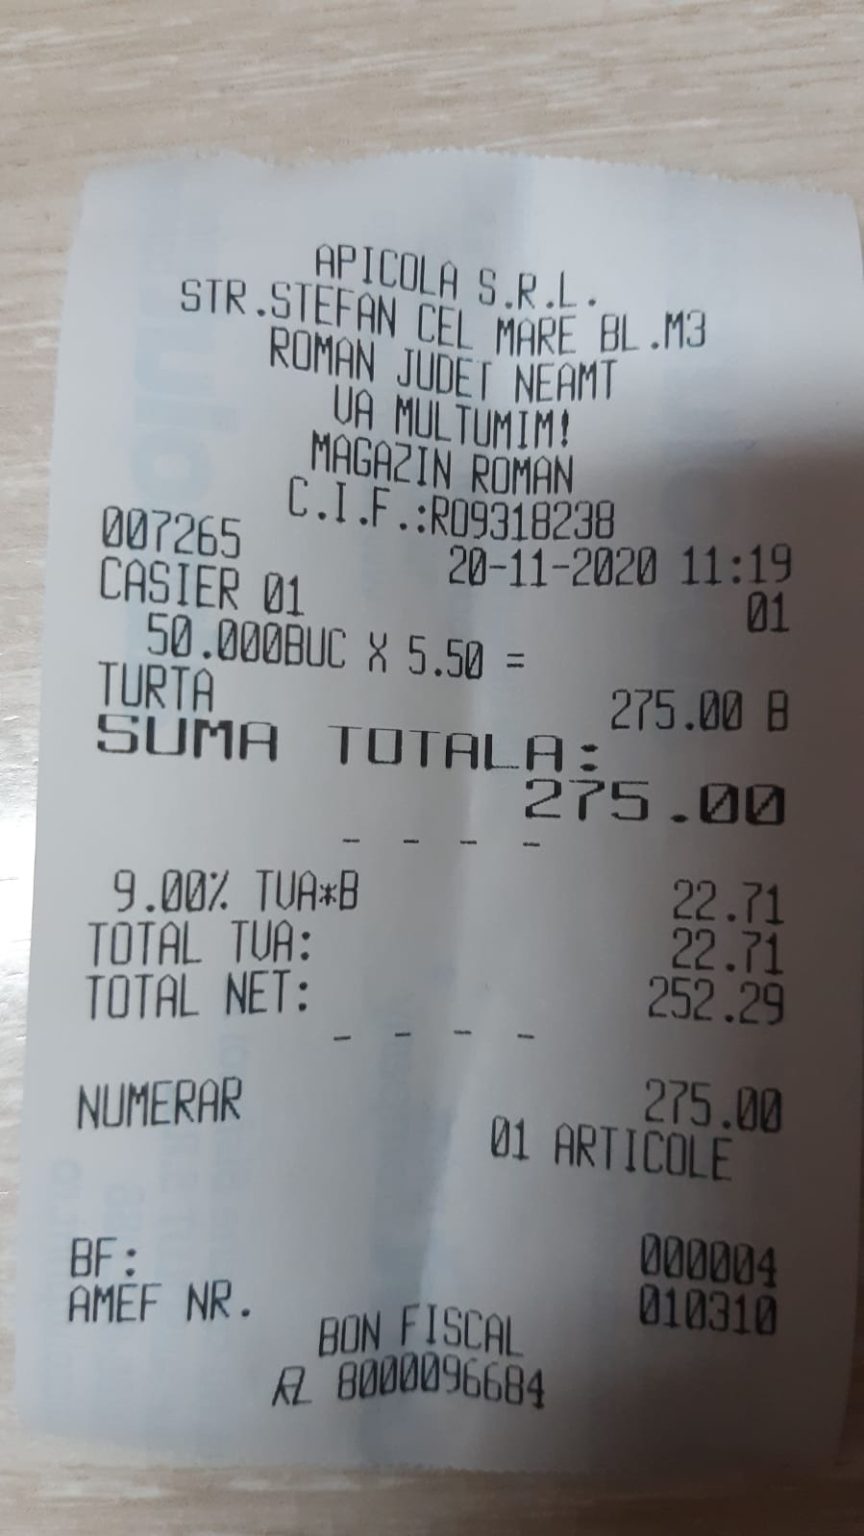 APICOLA S.R.L.
STR.STEFAN CEL MARE BL.M3
ROMAN JUDET NEAMT
VA MULTUMIM!
MAGAZIN ROMAN
C.I.F.:RO9318238
007265 20-11-2020 11:19
CASIER 01 01
50.000BUC X 5.50 =
TURTA 275.00 B
SUMA TOTALA:
275.00
- - - -
9.00% TVA*B 22.71
TOTAL TVA: 22.71
TOTAL NET: 252.29
- - - -
NUMERAR 275.00
01 ARTICOLE
BF: 000004
AMEF NR. 010310
BON FISCAL
8000096684